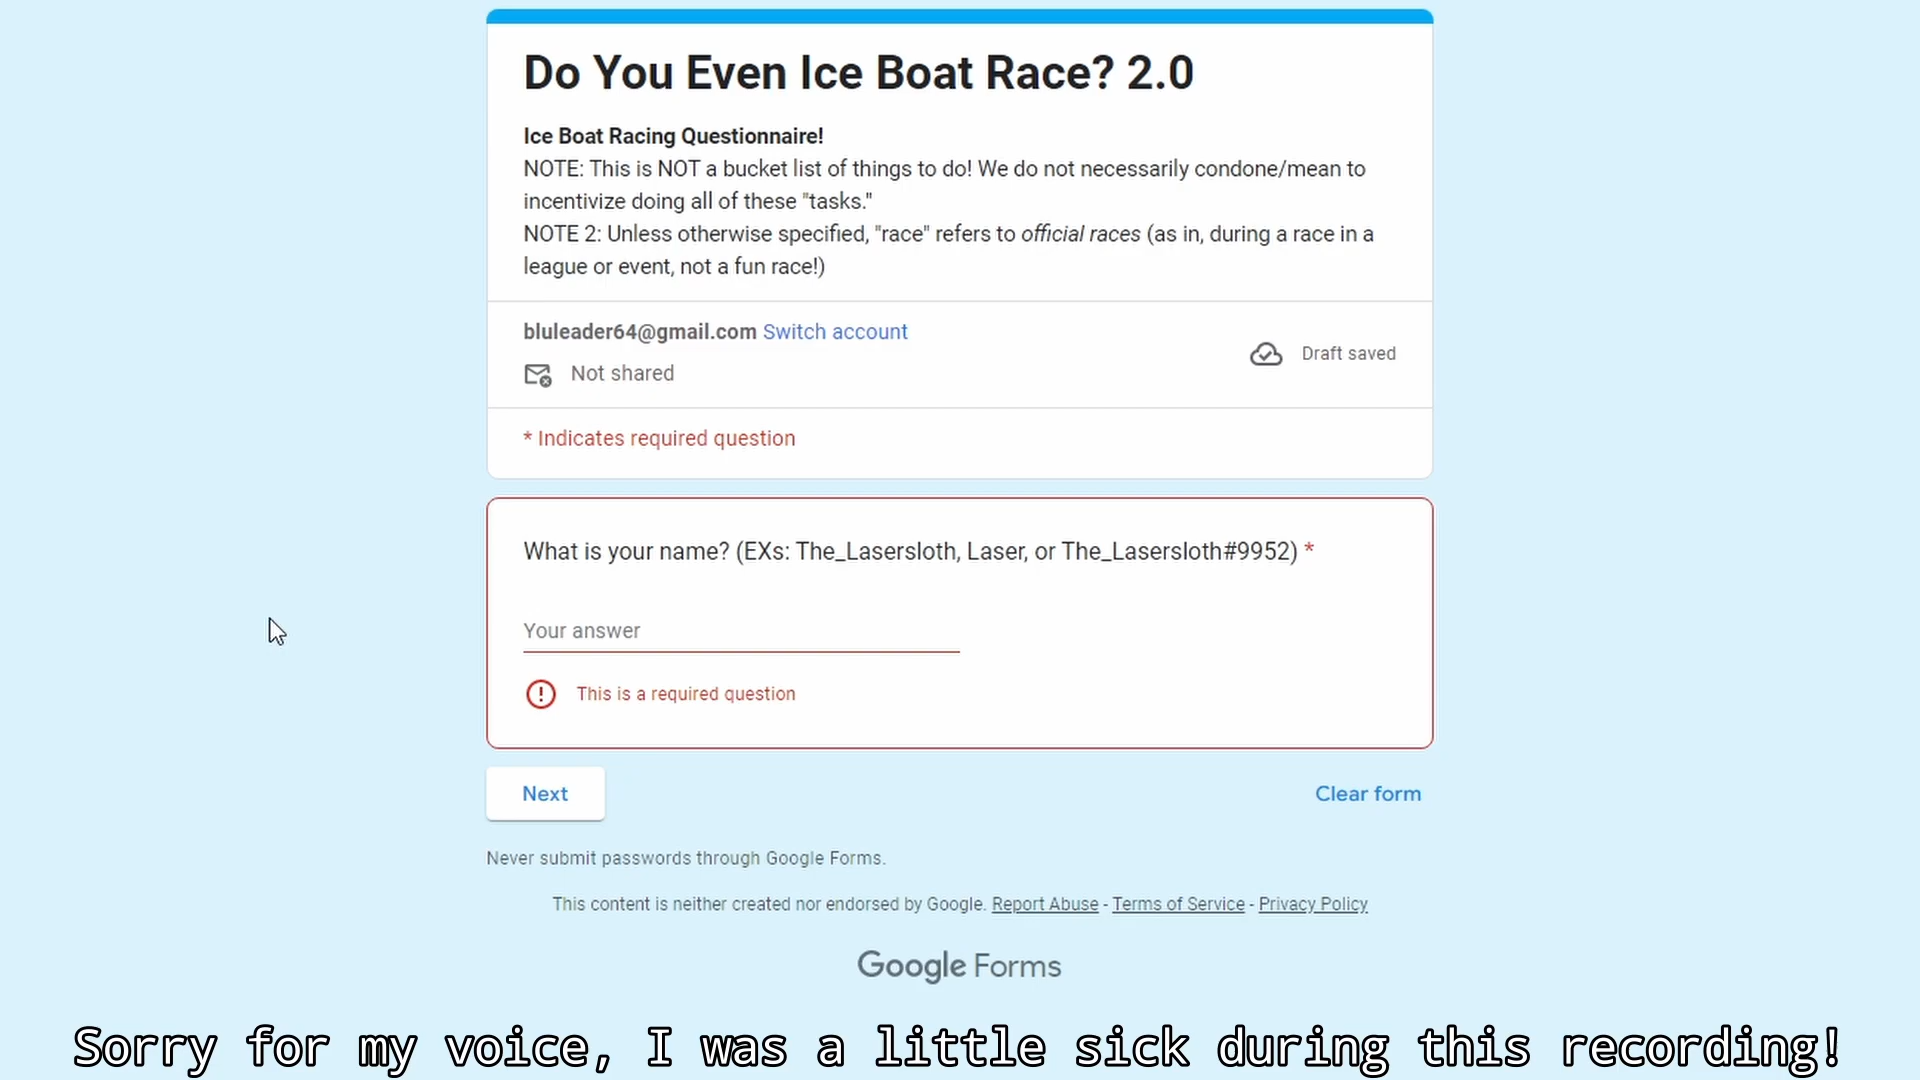 Do You Even Ice Boat Race? 2.0
Ice Boat Racing Questionnaire!
NOTE: This is NOT a bucket list of things to do! We do not necessarily condone/mean to
incentivize doing all of these "tasks."
NOTE 2: Unless otherwise specified, "race" refers to official races (as in, during a race in a
league or event, not a fun race!)
bluleader64@gmail.com Switch account
Draft saved
Not shared
* Indicates required question
What is your name? (EXs: The_Lasersloth, Laser, or The_Lasersloth#9952) *
Your answer
This is a required question
Next
Clear form
Never submit passwords through Google Forms.
This content is neither created nor endorsed by Google. Report Abuse - Terms of Service - Privacy Policy
Google Forms
Sorry for my voice, I was a little sick during this recording!